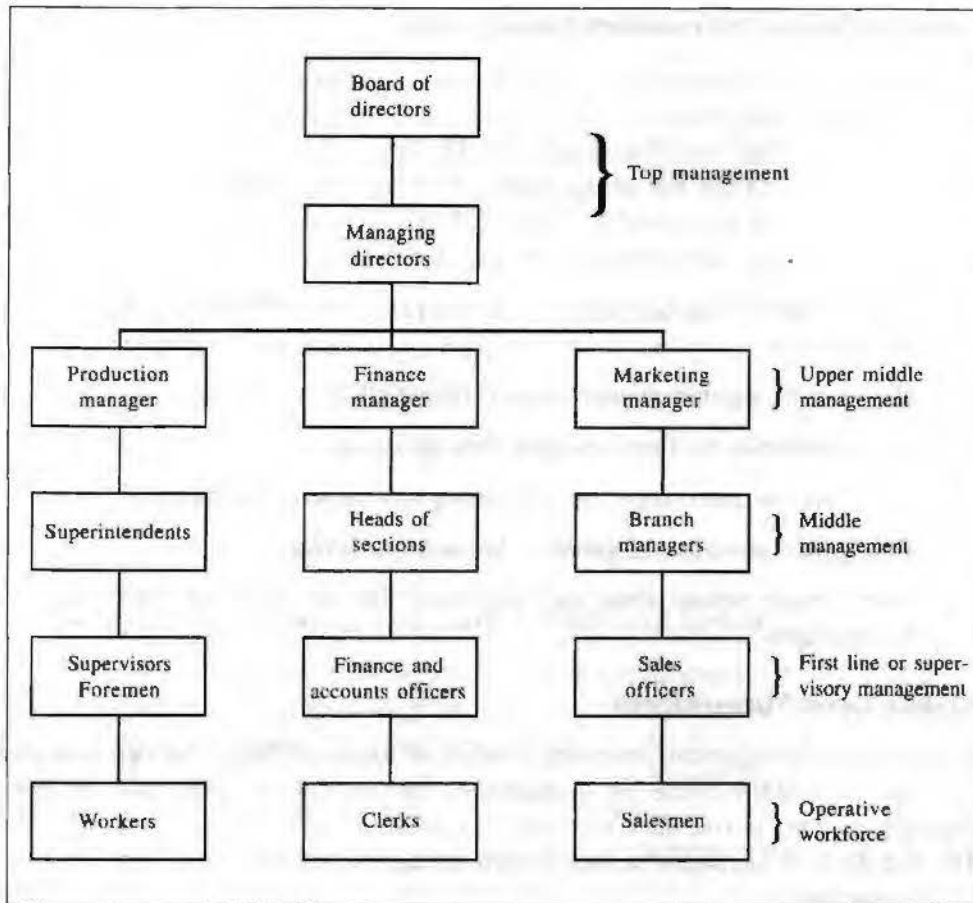 Board of
directors
Top management
Managing
directors
Production
manager
Finance
manager
Marketing
manager
Upper middle
management
Superintendents
Heads of
sections
Branch
managers
Middle
management
Supervisors
Foremen
Finance and
accounts officers
Sales
officers
First line or super-
visory management
Workers
Clerks
Salesmen
Operative
workforce